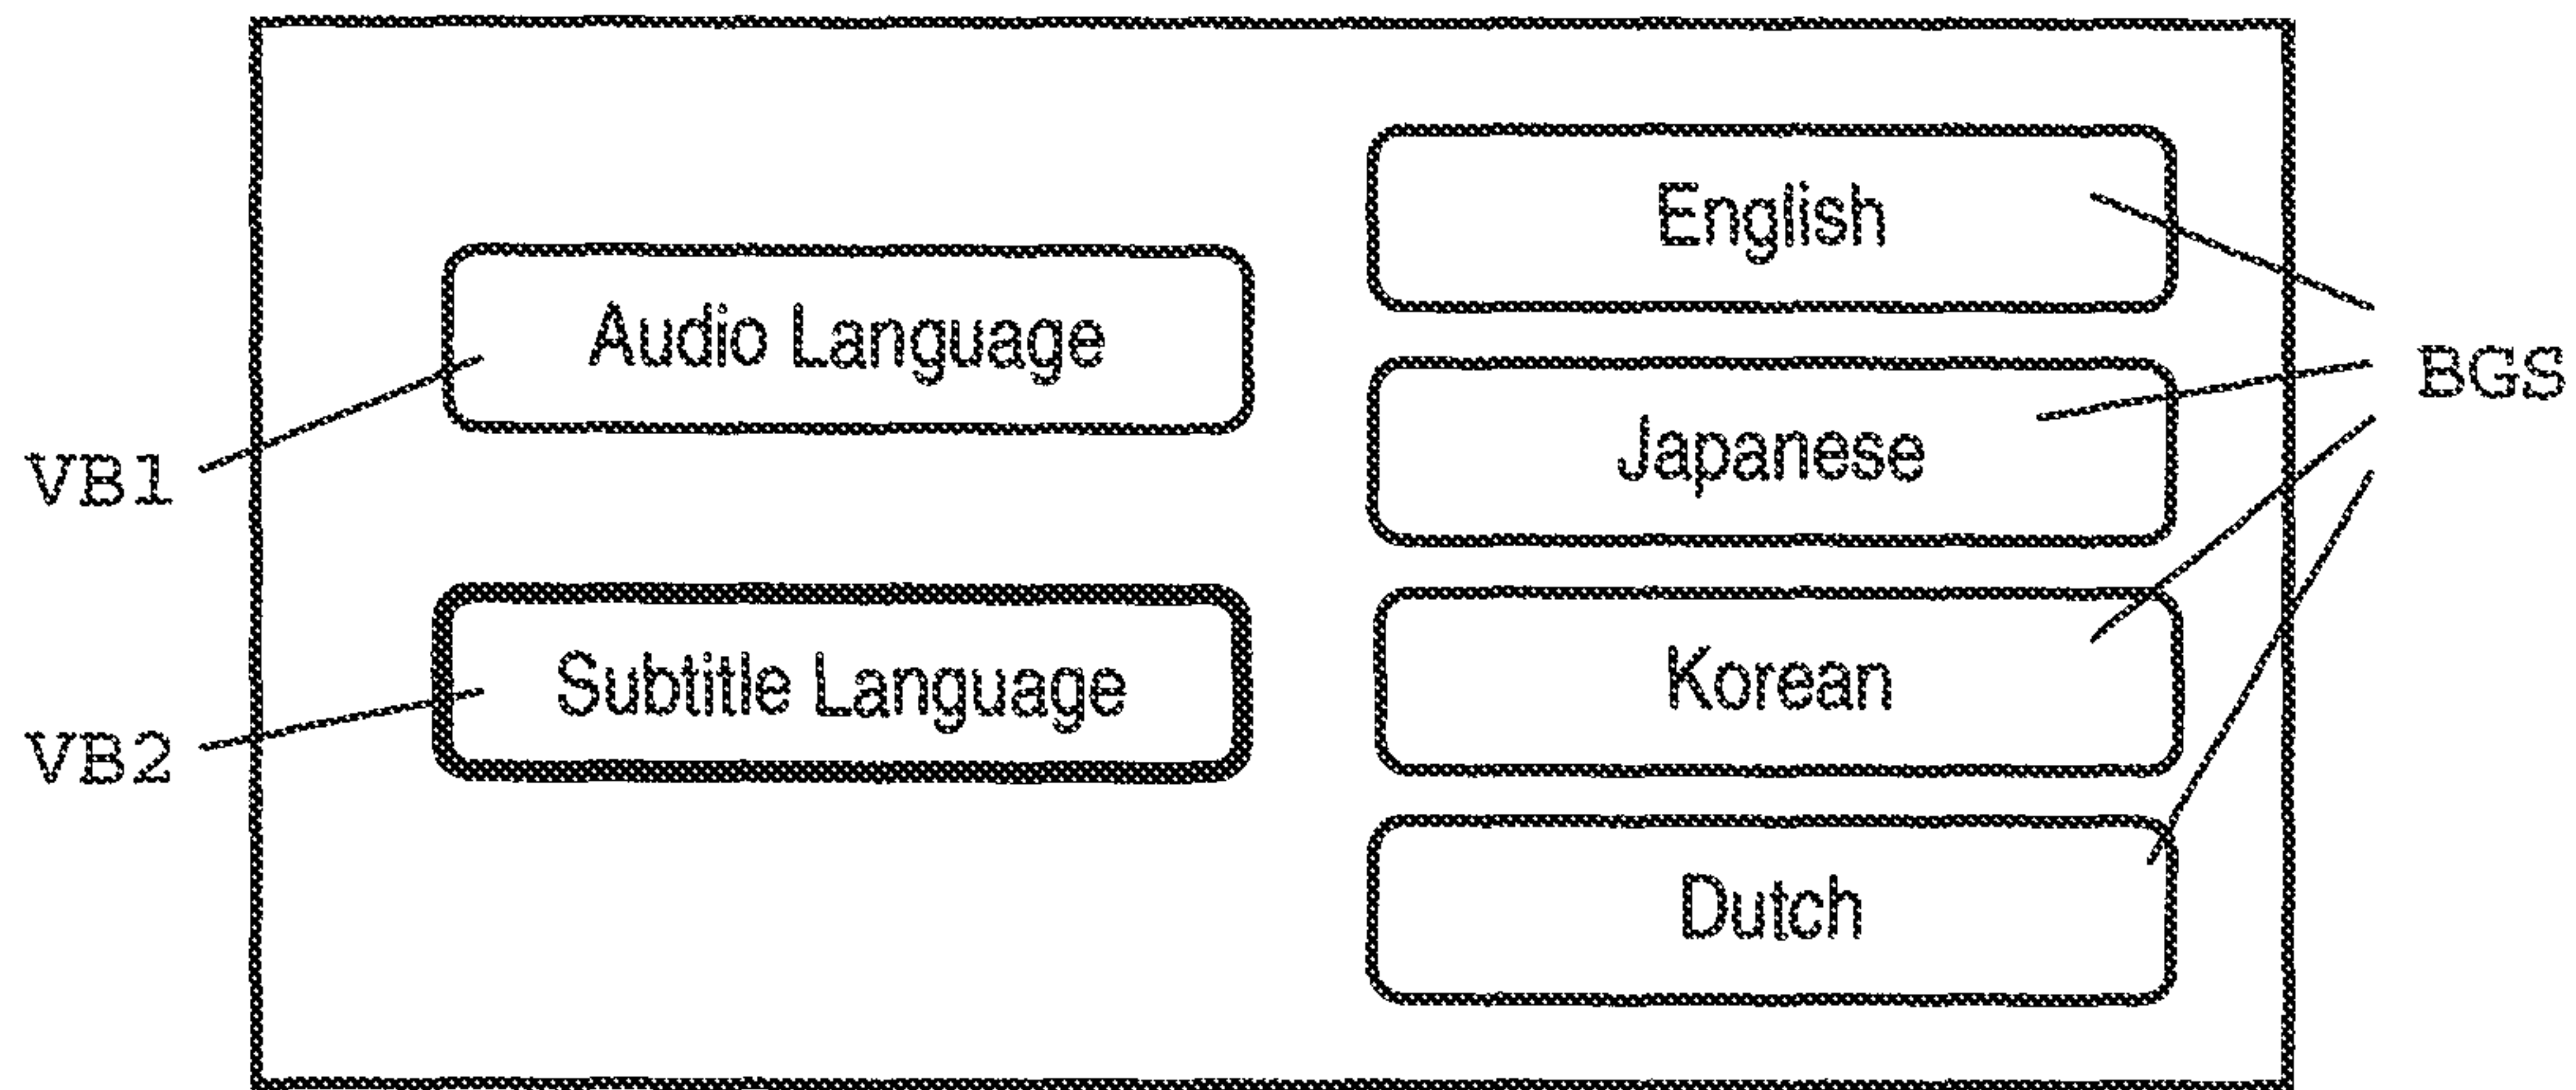 English
Audio Language
BGS
Japanese
VB1
Subtitle Language
Korean
VB2
Dutch